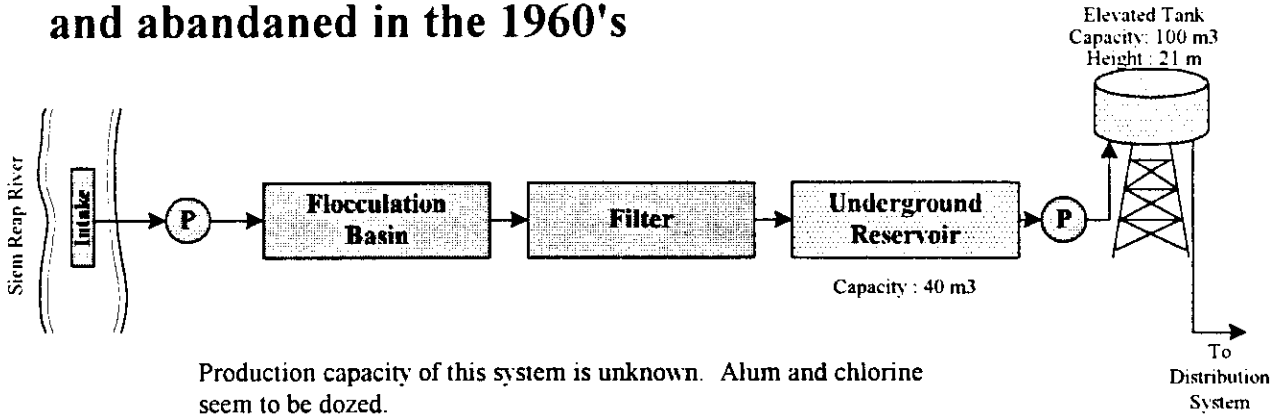 and abandaned in the 1960's
Elevated Tank
Capacity: 100 m3
Height : 21 m
Siem Reap River
Intake
P
Flocculation
Basin
Filter
Underground
Reservoir
P
Capacity : 40 m3
To
Distribution
System
Production capacity of this system is unknown. Alum and chlorine
seem to be dozed.